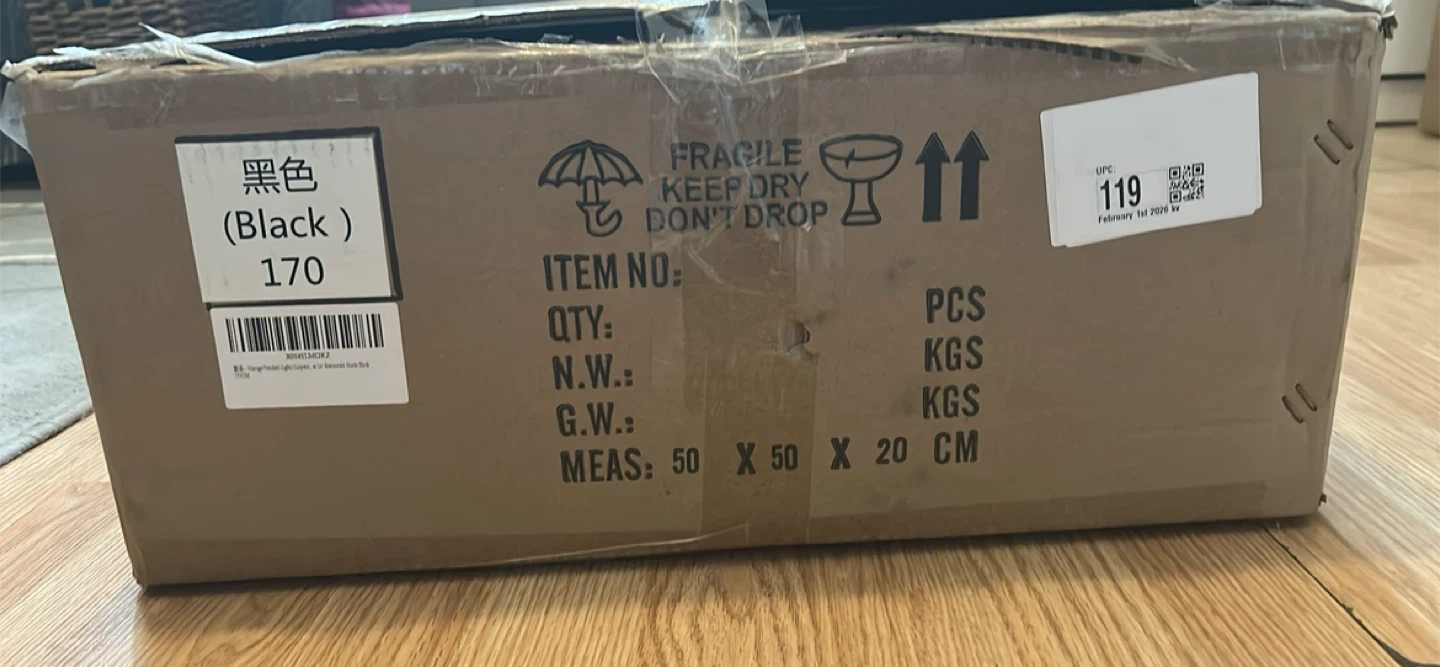 黑色
(Black )
170
FRAGILE
KEEP DRY
DON'T DROP
UPC:
119
February 1st 2026 kw
ITEM NO:
QTY: PCS
N.W.: KGS
G.W.: KGS
MEAS: 50 X 50 X 20 CM